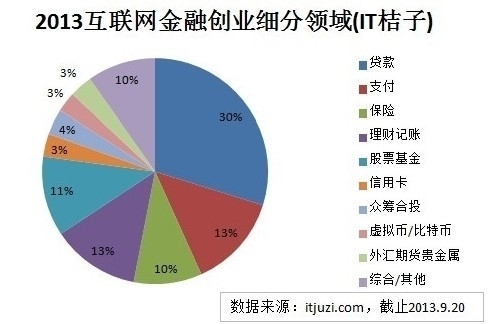 2013互联网金融创业细分领域(IT桔子)
30%
13%
10%
13%
11%
3%
4%
3%
3%
10%
贷款
支付
保险
理财记账
股票基金
信用卡
众筹合投
虚拟币/比特币
外汇期货贵金属
综合/其他
数据来源：itjuzi.com，截止2013.9.20